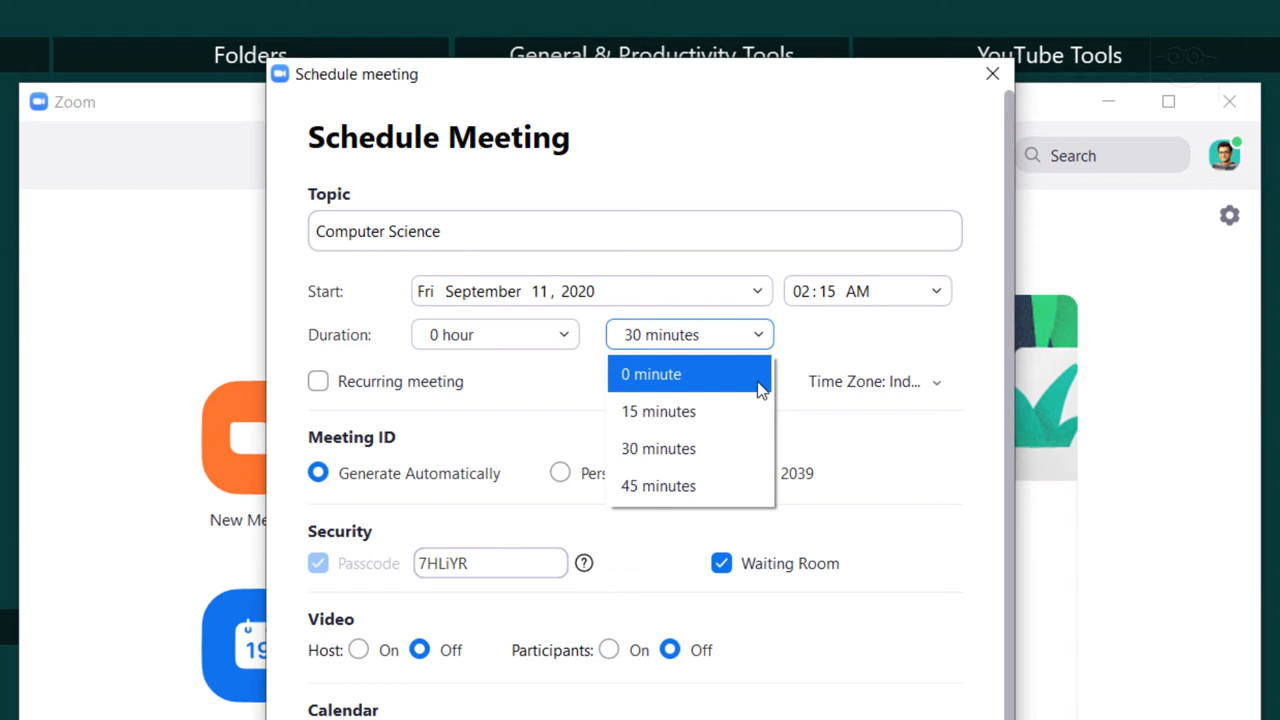 Folders
General & Productivity Tools
YouTube Tools
Schedule meeting
Zoom
Search
Schedule Meeting
Topic
Computer Science
Start:
Fri September 11, 2020
02:15 AM
Duration:
0 hour
30 minutes
0 minute
15 minutes
30 minutes
45 minutes
Recurring meeting
Time Zone: Ind...
Meeting ID
Generate Automatically
Pers
2039
New Me
Security
Passcode
7HLiYR
?
Waiting Room
Video
Host:
On
Off
Participants:
On
Off
19
Calendar